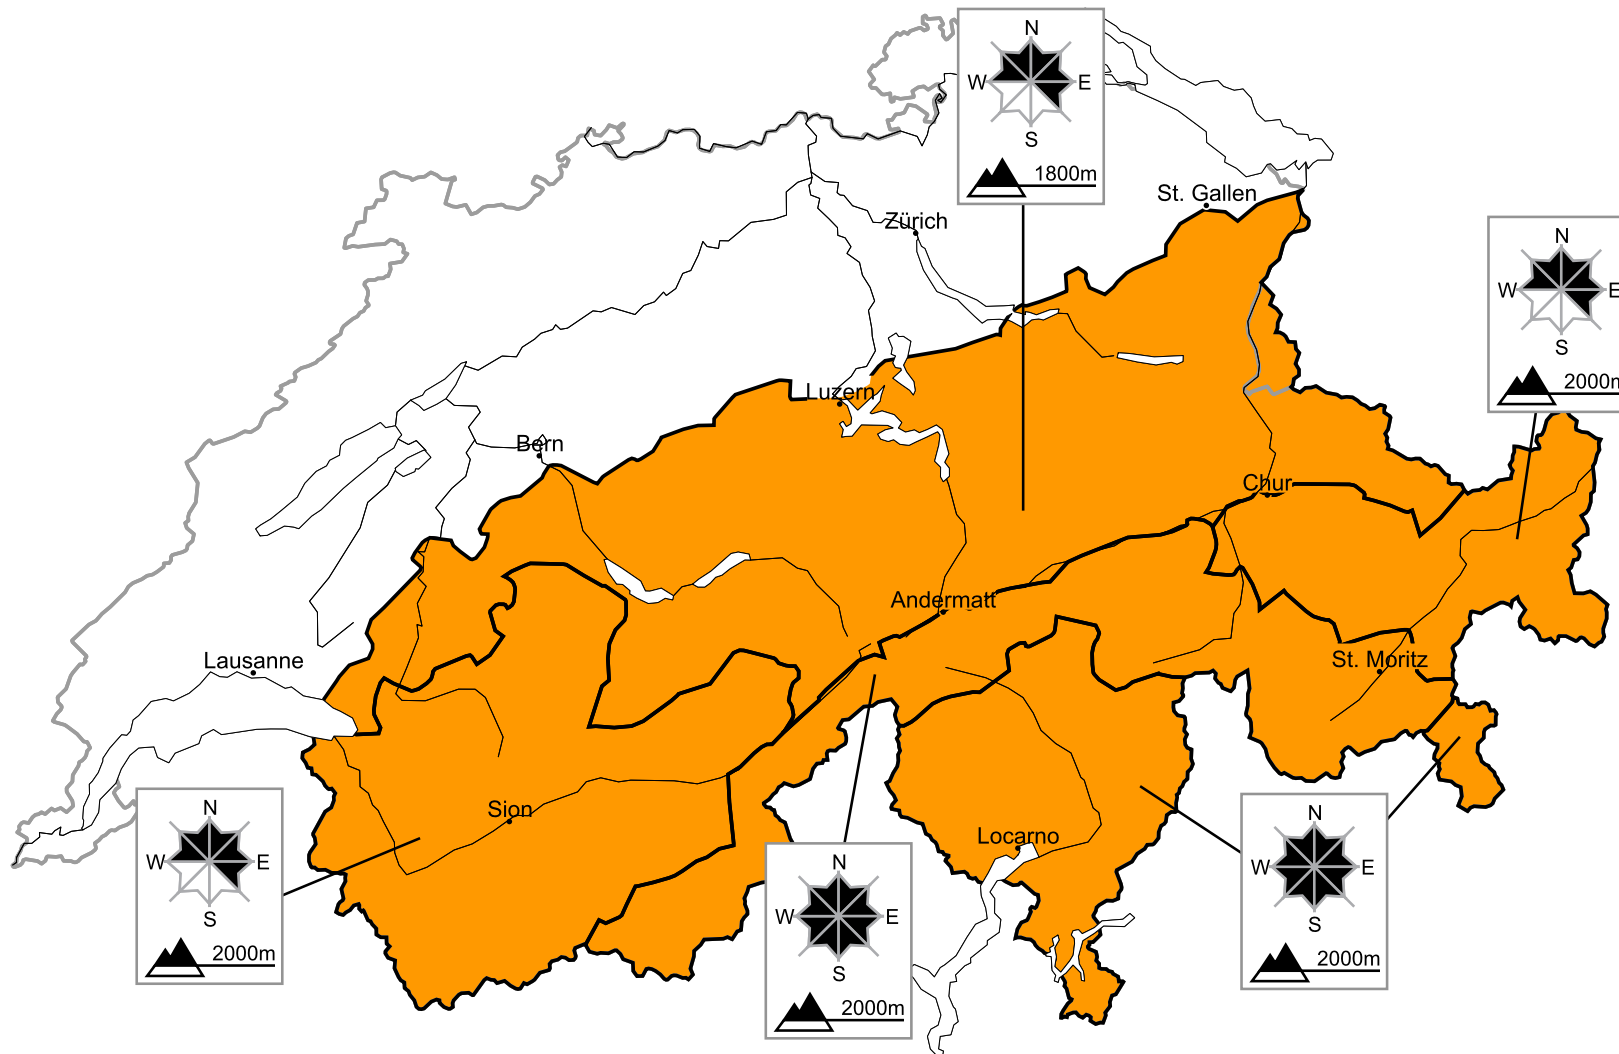 N
W E
S
1800m
St. Gallen
Zürich
N
W E
S
2000m
Luzern
Bern
Chur
Andermatt
Lausanne
St. Moritz
N
W E
S
2000m
Sion
Locarno
N
W E
S
2000m
N
W E
S
2000m